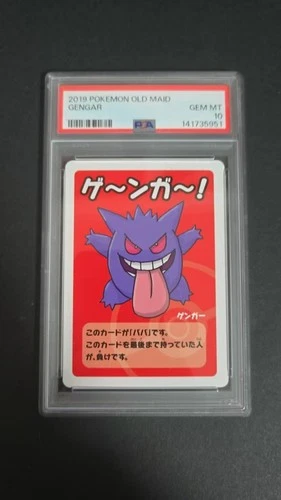 2019 POKEMON OLD MAID
GENGAR
GEM MT
10
PSA
141735951
ゲ〜ンガ〜!
ゲンガー
このカードが「ババ」です。
このカードを最後まで持っていた人
が、負けです。